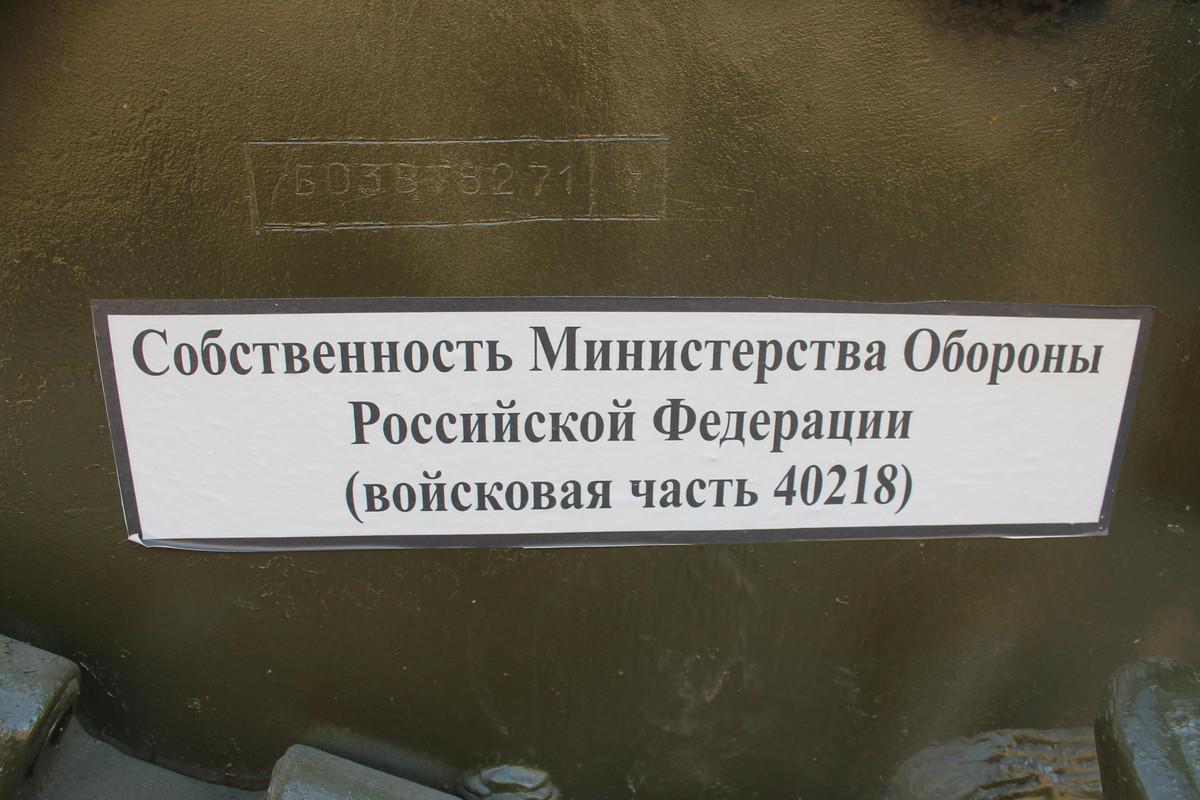 Собственность Министерства Обороны
Российской Федерации
(войсковая часть 40218)